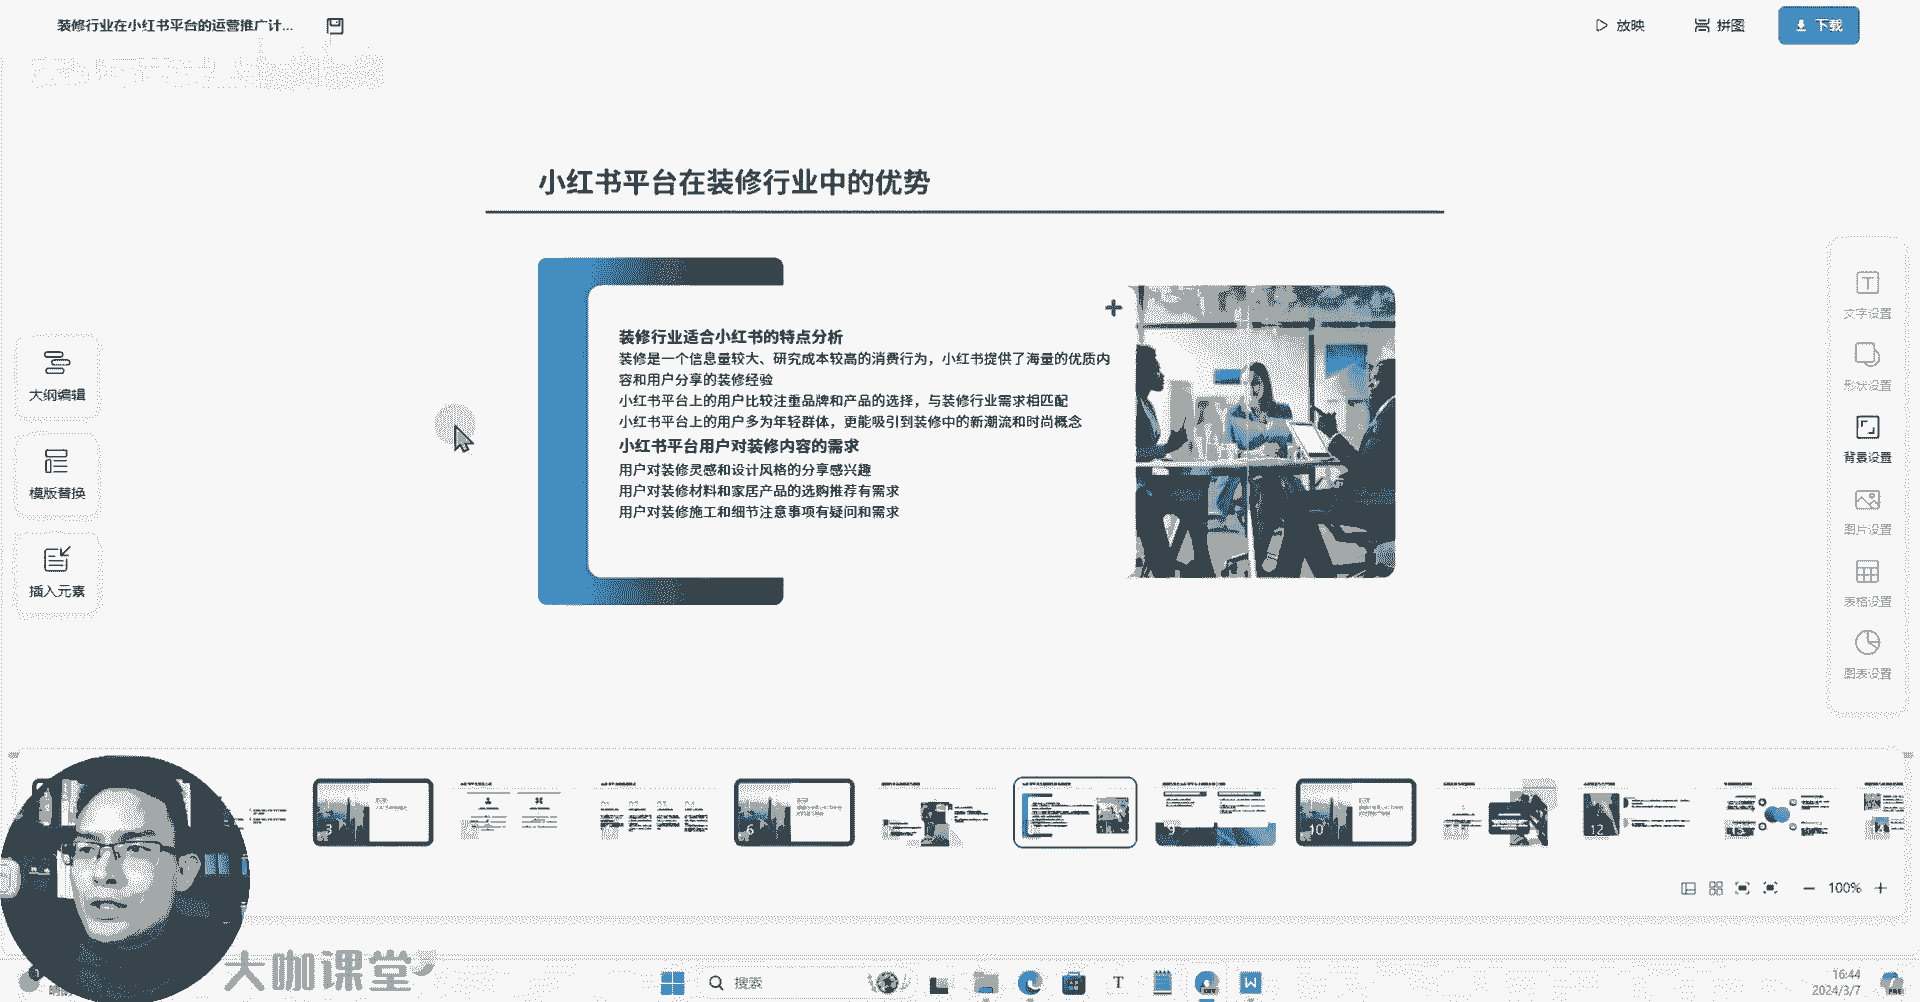 装修行业在小红书平台的运营推广计...
放映
拼图
下载
小红书平台在装修行业中的优势
装修行业适合小红书的特点分析
装修是一个信息量较大、研究成本较高的消费行为，小红书提供了海量的优质内
容和用户分享的装修经验
小红书平台上的用户比较注重品牌和产品的选择，与装修行业需求相匹配
小红书平台上的用户多为年轻群体，更能吸引到装修中的新潮流和时尚概念
小红书平台用户对装修内容的需求
用户对装修灵感和设计风格的分享感兴趣
用户对装修材料和家居产品的选购推荐有需求
用户对装修施工和细节注意事项有疑问和需求
大纲编辑
模版替换
插入元素
文字设置
形状设置
背景设置
图片设置
表格设置
图表设置
3
6
9
10
12
100%
大咖课堂
搜索
16:44
2024/3/7